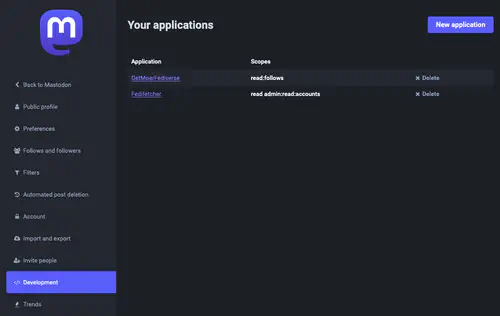 Your applications
New application
Application Scopes
GetMoarFediverse read:follows Delete
Fedifetcher read admin:read:accounts Delete
Back to Mastodon
Public profile
Preferences
Follows and followers
Filters
Automated post deletion
Account
Import and export
Invite people
Development
Trends